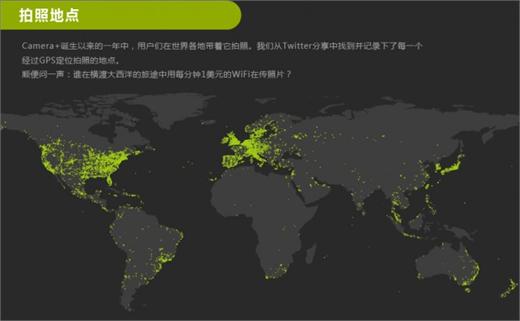 拍照地点
Camera+诞生以来的一年中，用户们在世界各地带着它拍照。我们从Twitter分享中找到并记录下了每一个
经过GPS定位拍照的地点。
顺便问一声：谁在横渡大西洋的旅途中用每分钟1美元的WiFi在传照片？